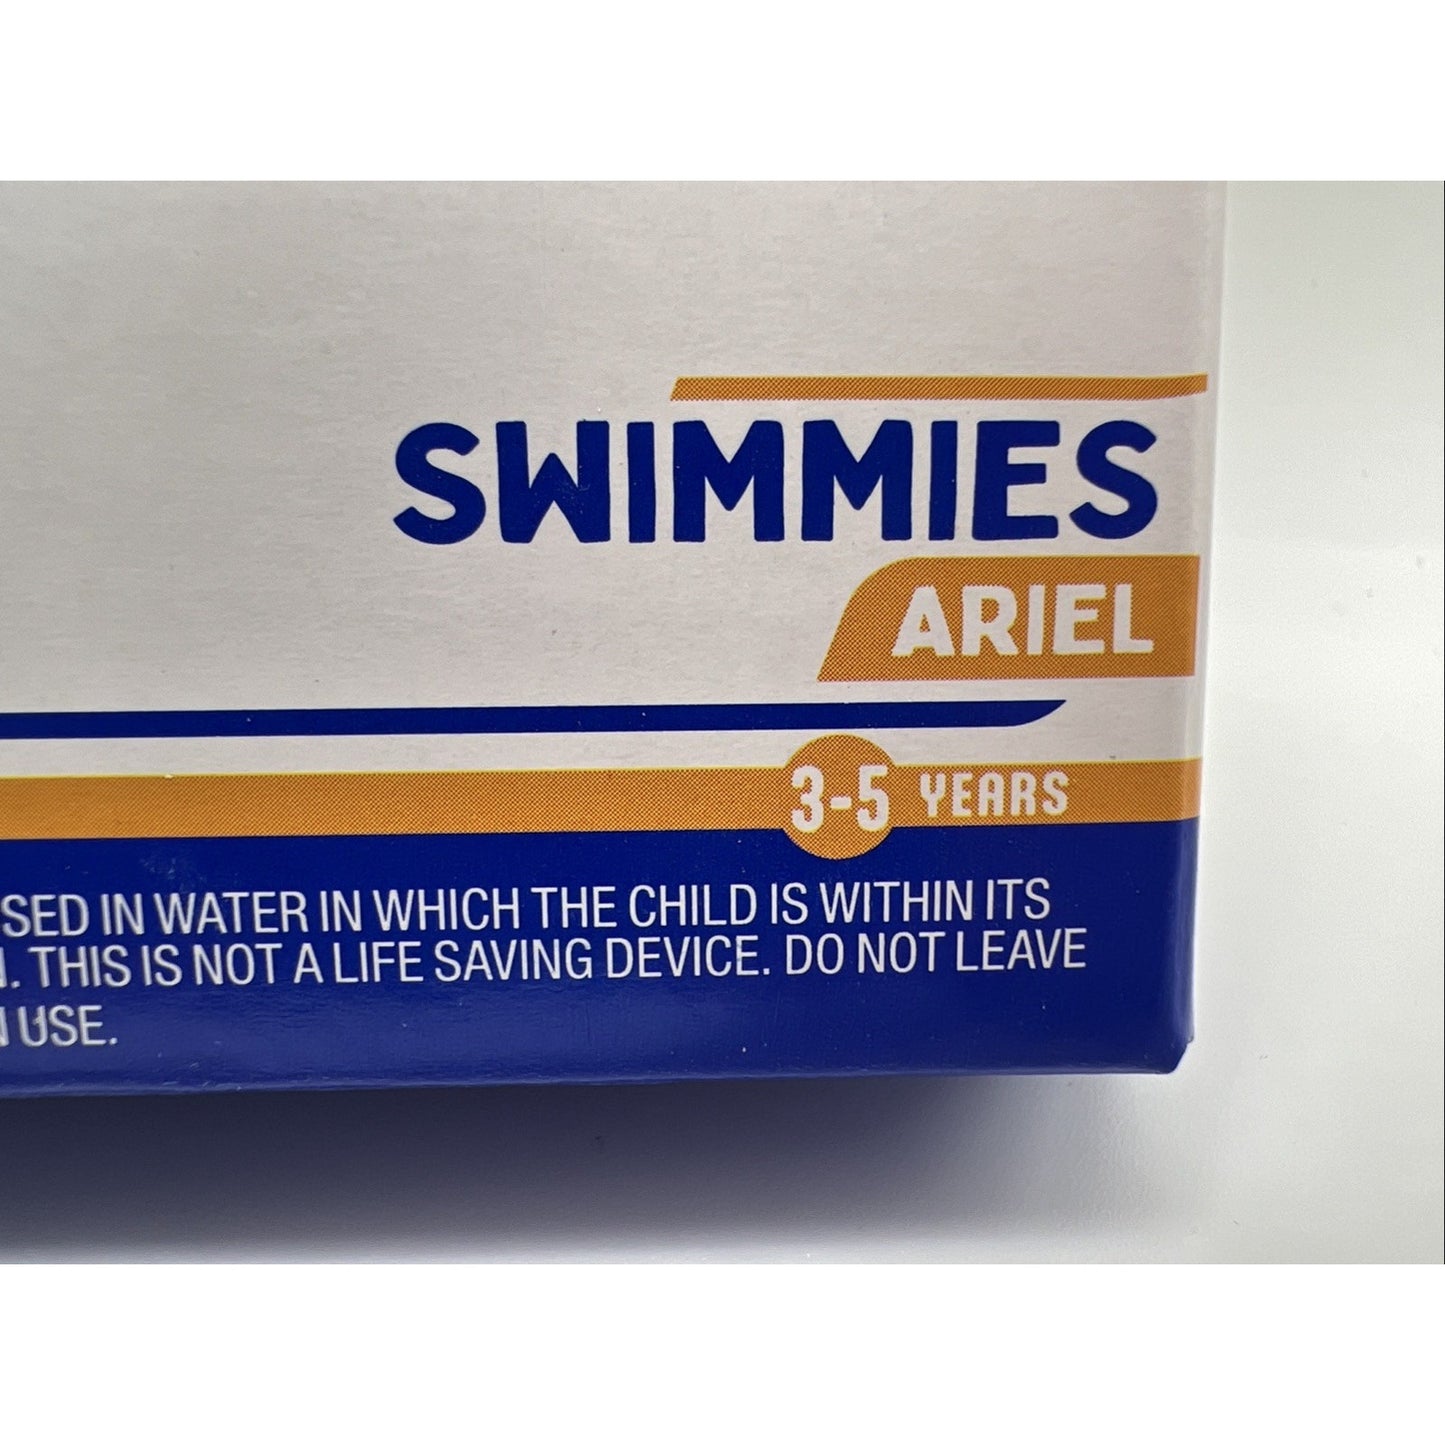 SWIMMIES
ARIEL
3-5 YEARS
IN WATER IN WHICH THE CHILD IS WITHIN ITS
THIS IS NOT A LIFE SAVING DEVICE. DO NOT LEAVE
USE.